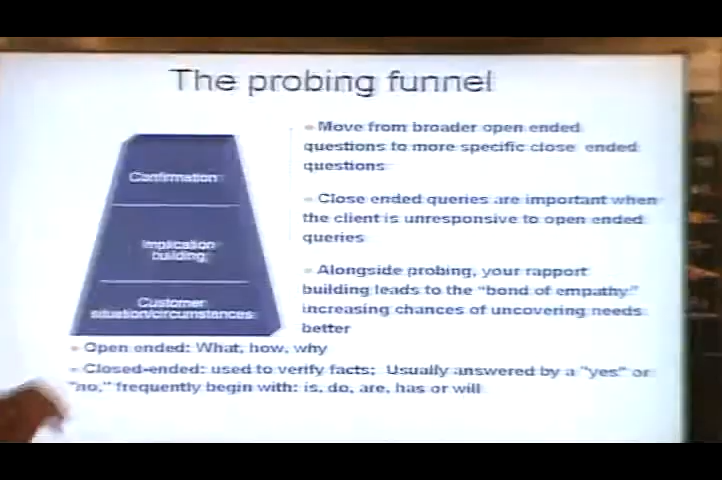 The probing funnel
Confirmation
Implication
building
Customer
situation/circumstances
Move from broader open ended
questions to more specific close ended
questions
Close ended queries are important when
the client is unresponsive to open ended
queries
Alongside probing, your rapport
building leads to the "bond of empathy"
increasing chances of uncovering needs
better
Open ended: What, how, why
Closed-ended: used to verify facts; Usually answered by a "yes" or
"no," frequently begin with: is, do, are, has or will